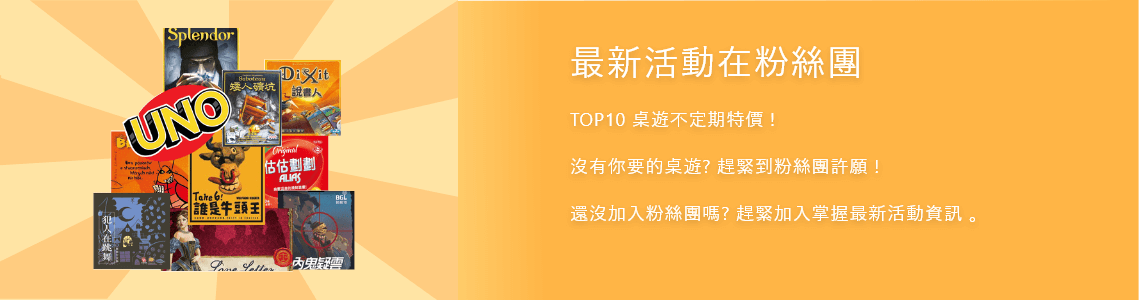 Splendor
Saboteur
矮人礦坑
DiXit
說書人
UNO
Original
估估劃劃
ALIAS
Take 6!
誰是牛頭王
犯人在跳舞
BGL
Love Letter
內鬼疑雲
最新活動在粉絲團
TOP10 桌遊不定期特價！
沒有你要的桌遊? 趕緊到粉絲團許願！
還沒加入粉絲團嗎? 趕緊加入掌握最新活動資訊 。